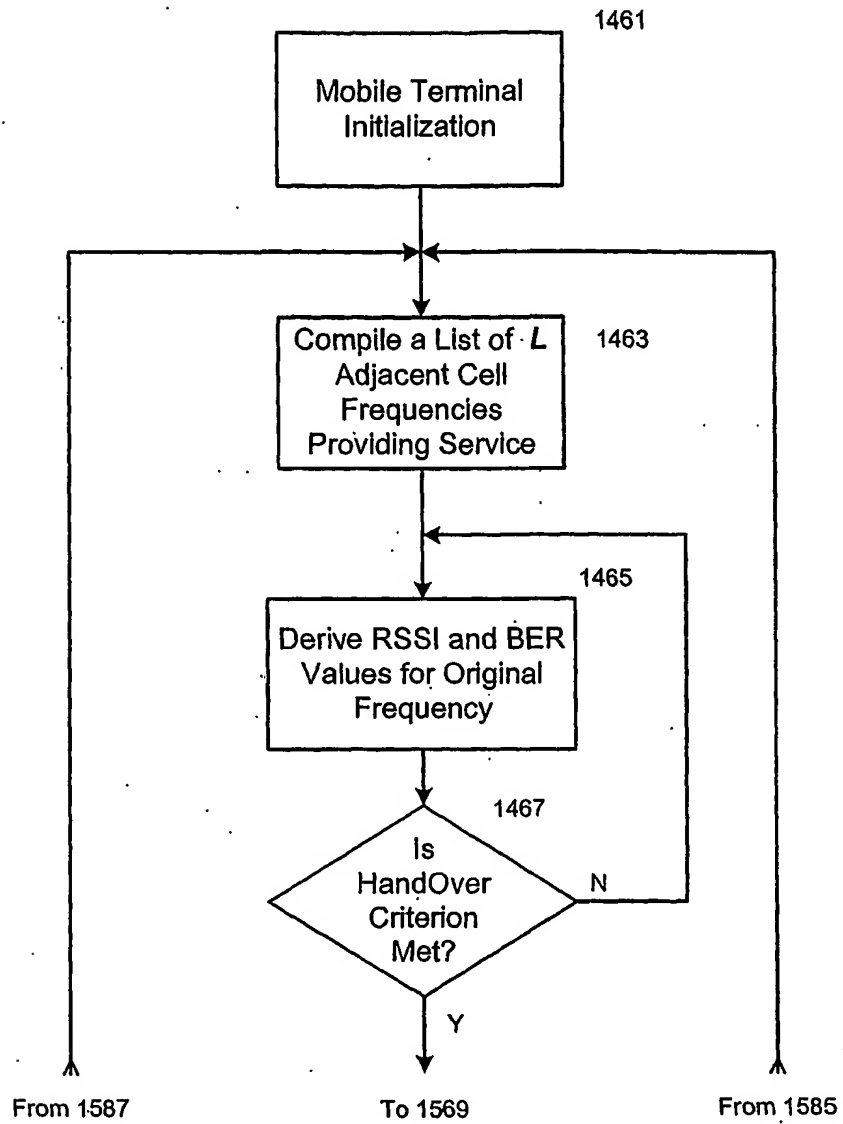 1461
Mobile Terminal
Initialization
Compile a List of L
Adjacent Cell
Frequencies
Providing Service
1463
1465
Derive RSSI and BER
Values for Original
Frequency
1467
Is
HandOver
Criterion
Met?
N
Y
From 1587
To 1569
From 1585